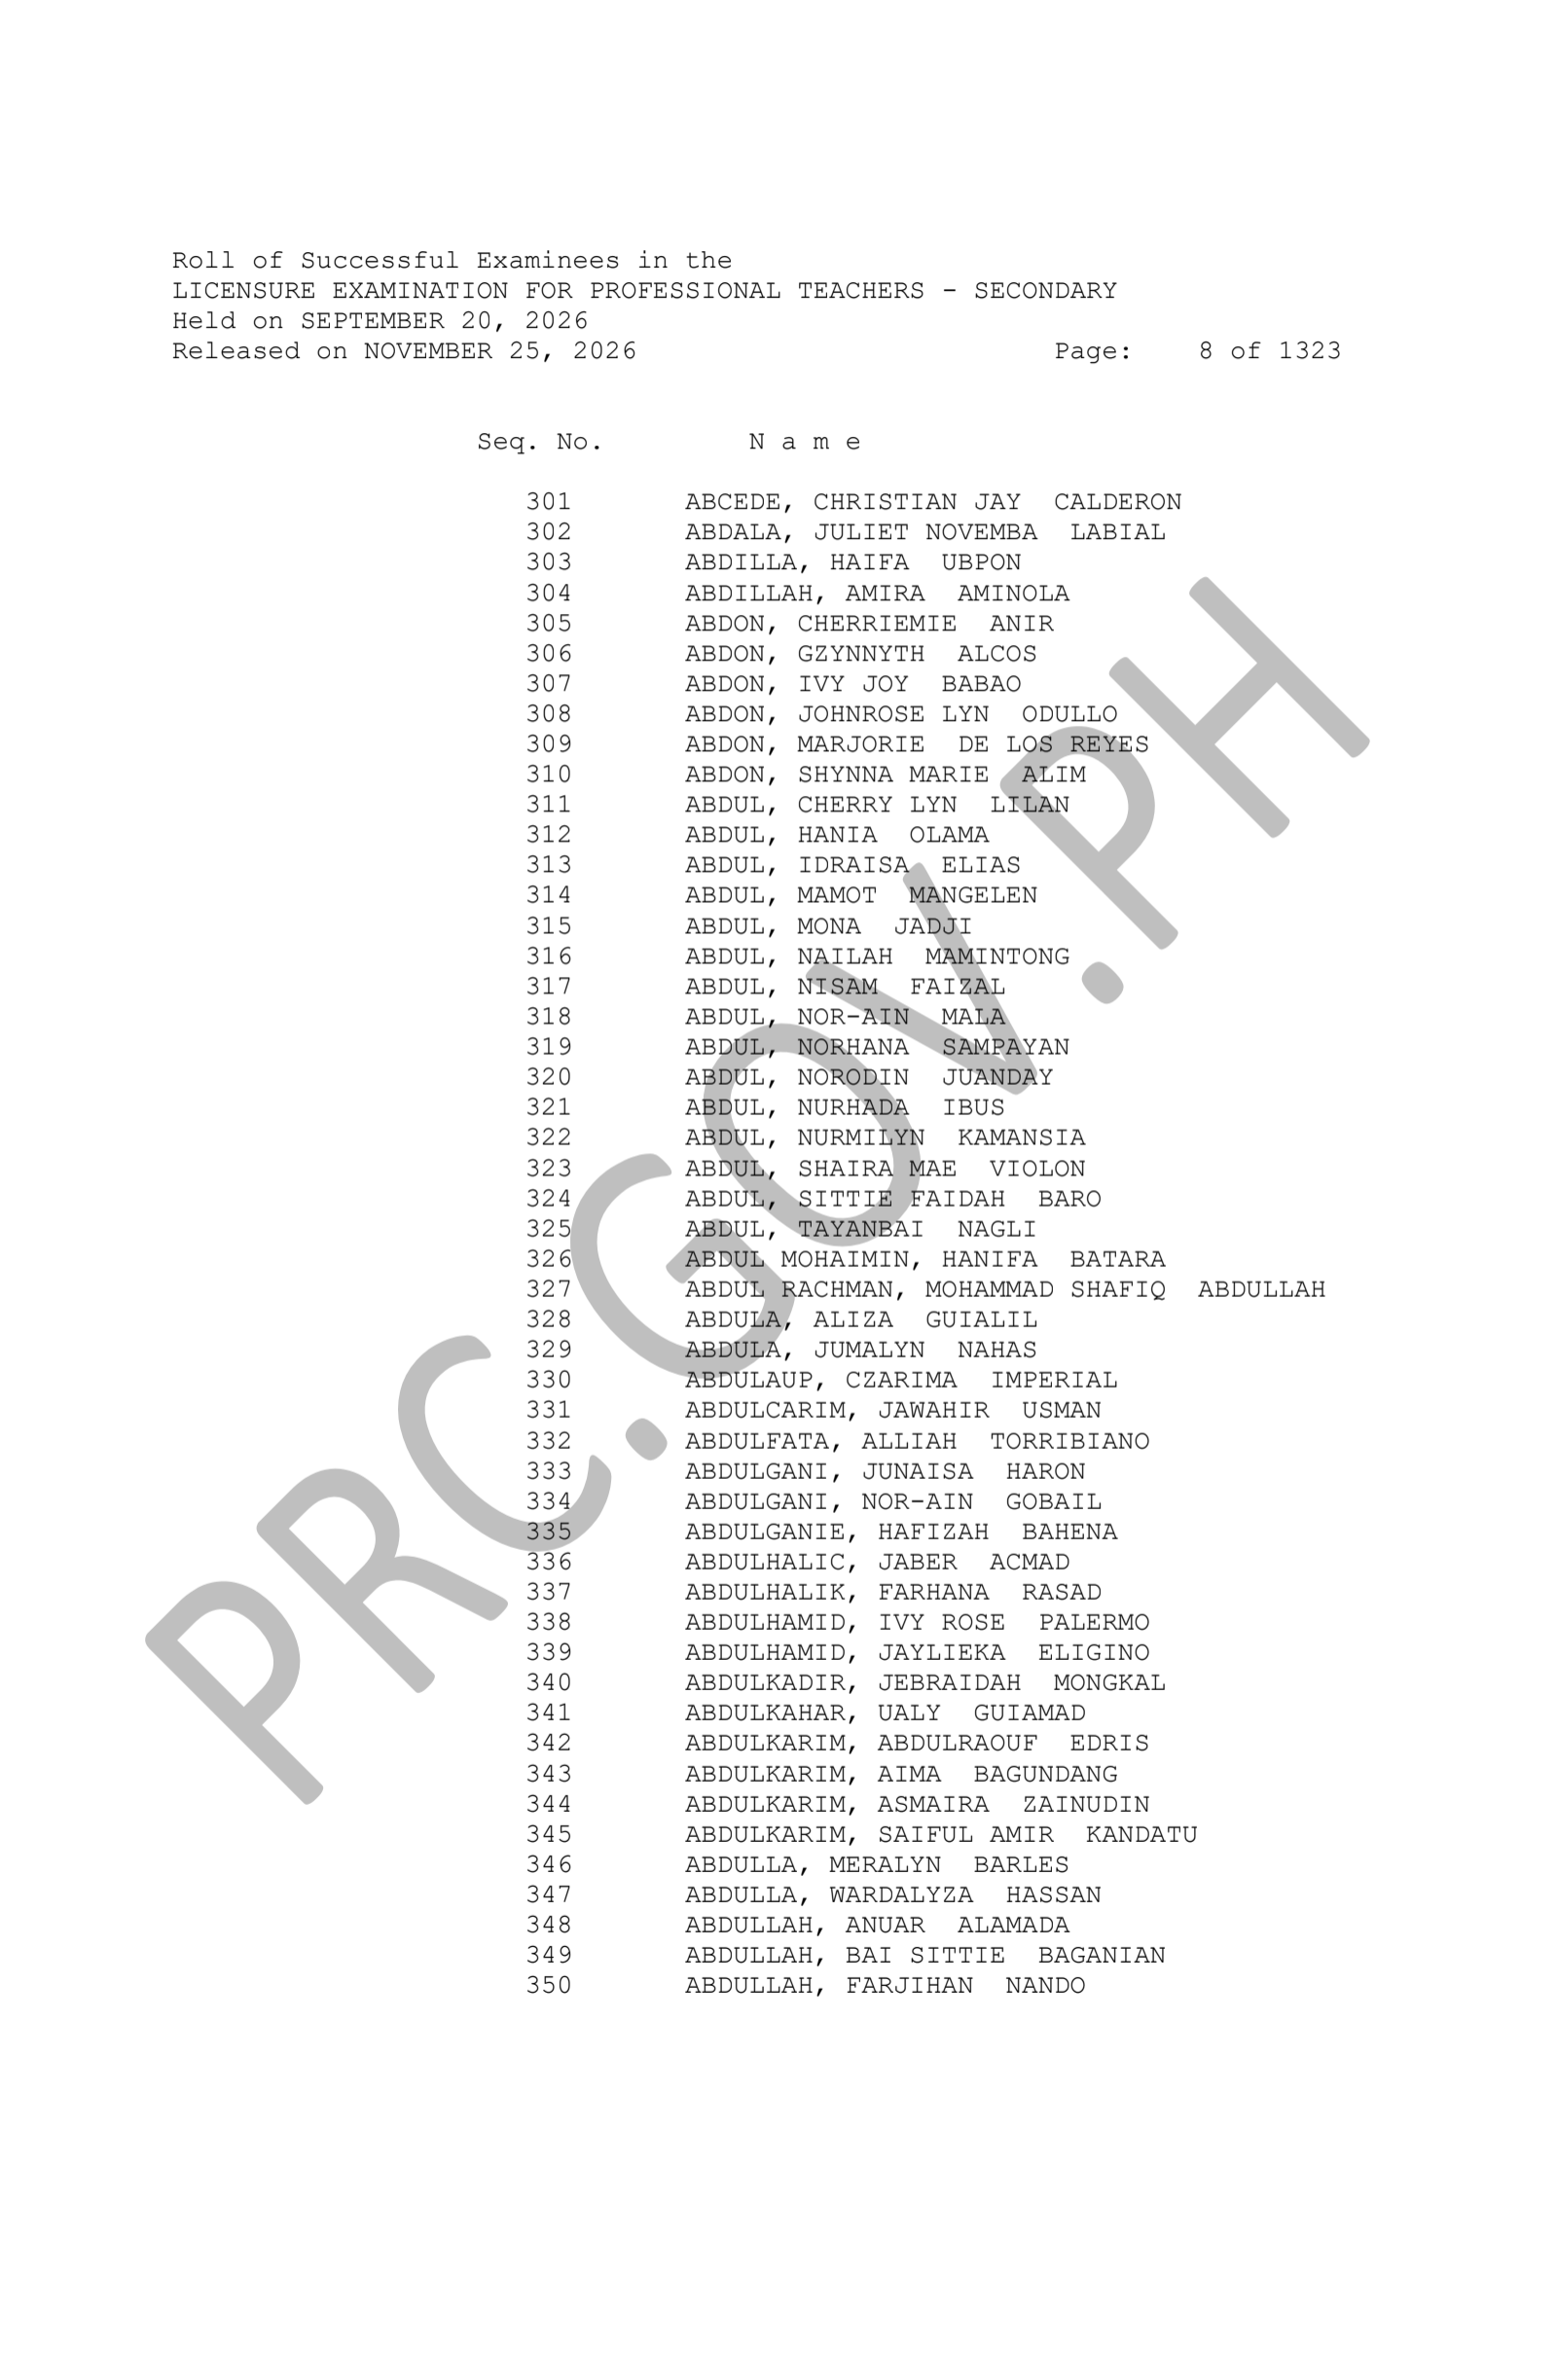 Roll of Successful Examinees in the
LICENSURE EXAMINATION FOR PROFESSIONAL TEACHERS - SECONDARY
Held on SEPTEMBER 20, 2026
Released on NOVEMBER 25, 2026 Page: 8 of 1323
Seq. No. N a m e
301 ABCEDE, CHRISTIAN JAY CALDERON
302 ABDALA, JULIET NOVEMBA LABIAL
303 ABDILLA, HAIFA UBPON
304 ABDILLAH, AMIRA AMINOLA
305 ABDON, CHERRIEMIE ANIR
306 ABDON, GZYNNYTH ALCOS
307 ABDON, IVY JOY BABAO
308 ABDON, JOHNROSE LYN ODULLO
309 ABDON, MARJORIE DE LOS REYES
310 ABDON, SHYNNA MARIE ALIM
311 ABDUL, CHERRY LYN LILAN
312 ABDUL, HANIA OLAMA
313 ABDUL, IDRAISA ELIAS
314 ABDUL, MAMOT MANGELEN
315 ABDUL, MONA JADJI
316 ABDUL, NAILAH MAMINTONG
317 ABDUL, NISAM FAIZAL
318 ABDUL, NOR-AIN MALA
319 ABDUL, NORHANA SAMPAYAN
320 ABDUL, NORODIN JUANDAY
321 ABDUL, NURHADA IBUS
322 ABDUL, NURMILYN KAMANSIA
323 ABDUL, SHAIRA MAE VIOLON
324 ABDUL, SITTIE FAIDAH BARO
325 ABDUL, TAYANBAI NAGLI
326 ABDUL MOHAIMIN, HANIFA BATARA
327 ABDUL RACHMAN, MOHAMMAD SHAFIQ ABDULLAH
328 ABDULA, ALIZA GUIALIL
329 ABDULA, JUMALYN NAHAS
330 ABDULAUP, CZARIMA IMPERIAL
331 ABDULCARIM, JAWAHIR USMAN
332 ABDULFATA, ALLIAH TORRIBIANO
333 ABDULGANI, JUNAISA HARON
334 ABDULGANI, NOR-AIN GOBAIL
335 ABDULGANIE, HAFIZAH BAHENA
336 ABDULHALIC, JABER ACMAD
337 ABDULHALIK, FARHANA RASAD
338 ABDULHAMID, IVY ROSE PALERMO
339 ABDULHAMID, JAYLIEKA ELIGINO
340 ABDULKADIR, JEBRAIDAH MONGKAL
341 ABDULKAHAR, UALY GUIAMAD
342 ABDULKARIM, ABDULRAOUF EDRIS
343 ABDULKARIM, AIMA BAGUNDANG
344 ABDULKARIM, ASMAIRA ZAINUDIN
345 ABDULKARIM, SAIFUL AMIR KANDATU
346 ABDULLA, MERALYN BARLES
347 ABDULLA, WARDALYZA HASSAN
348 ABDULLAH, ANUAR ALAMADA
349 ABDULLAH, BAI SITTIE BAGANIAN
350 ABDULLAH, FARJIHAN NANDO
PRC.GOV.PH